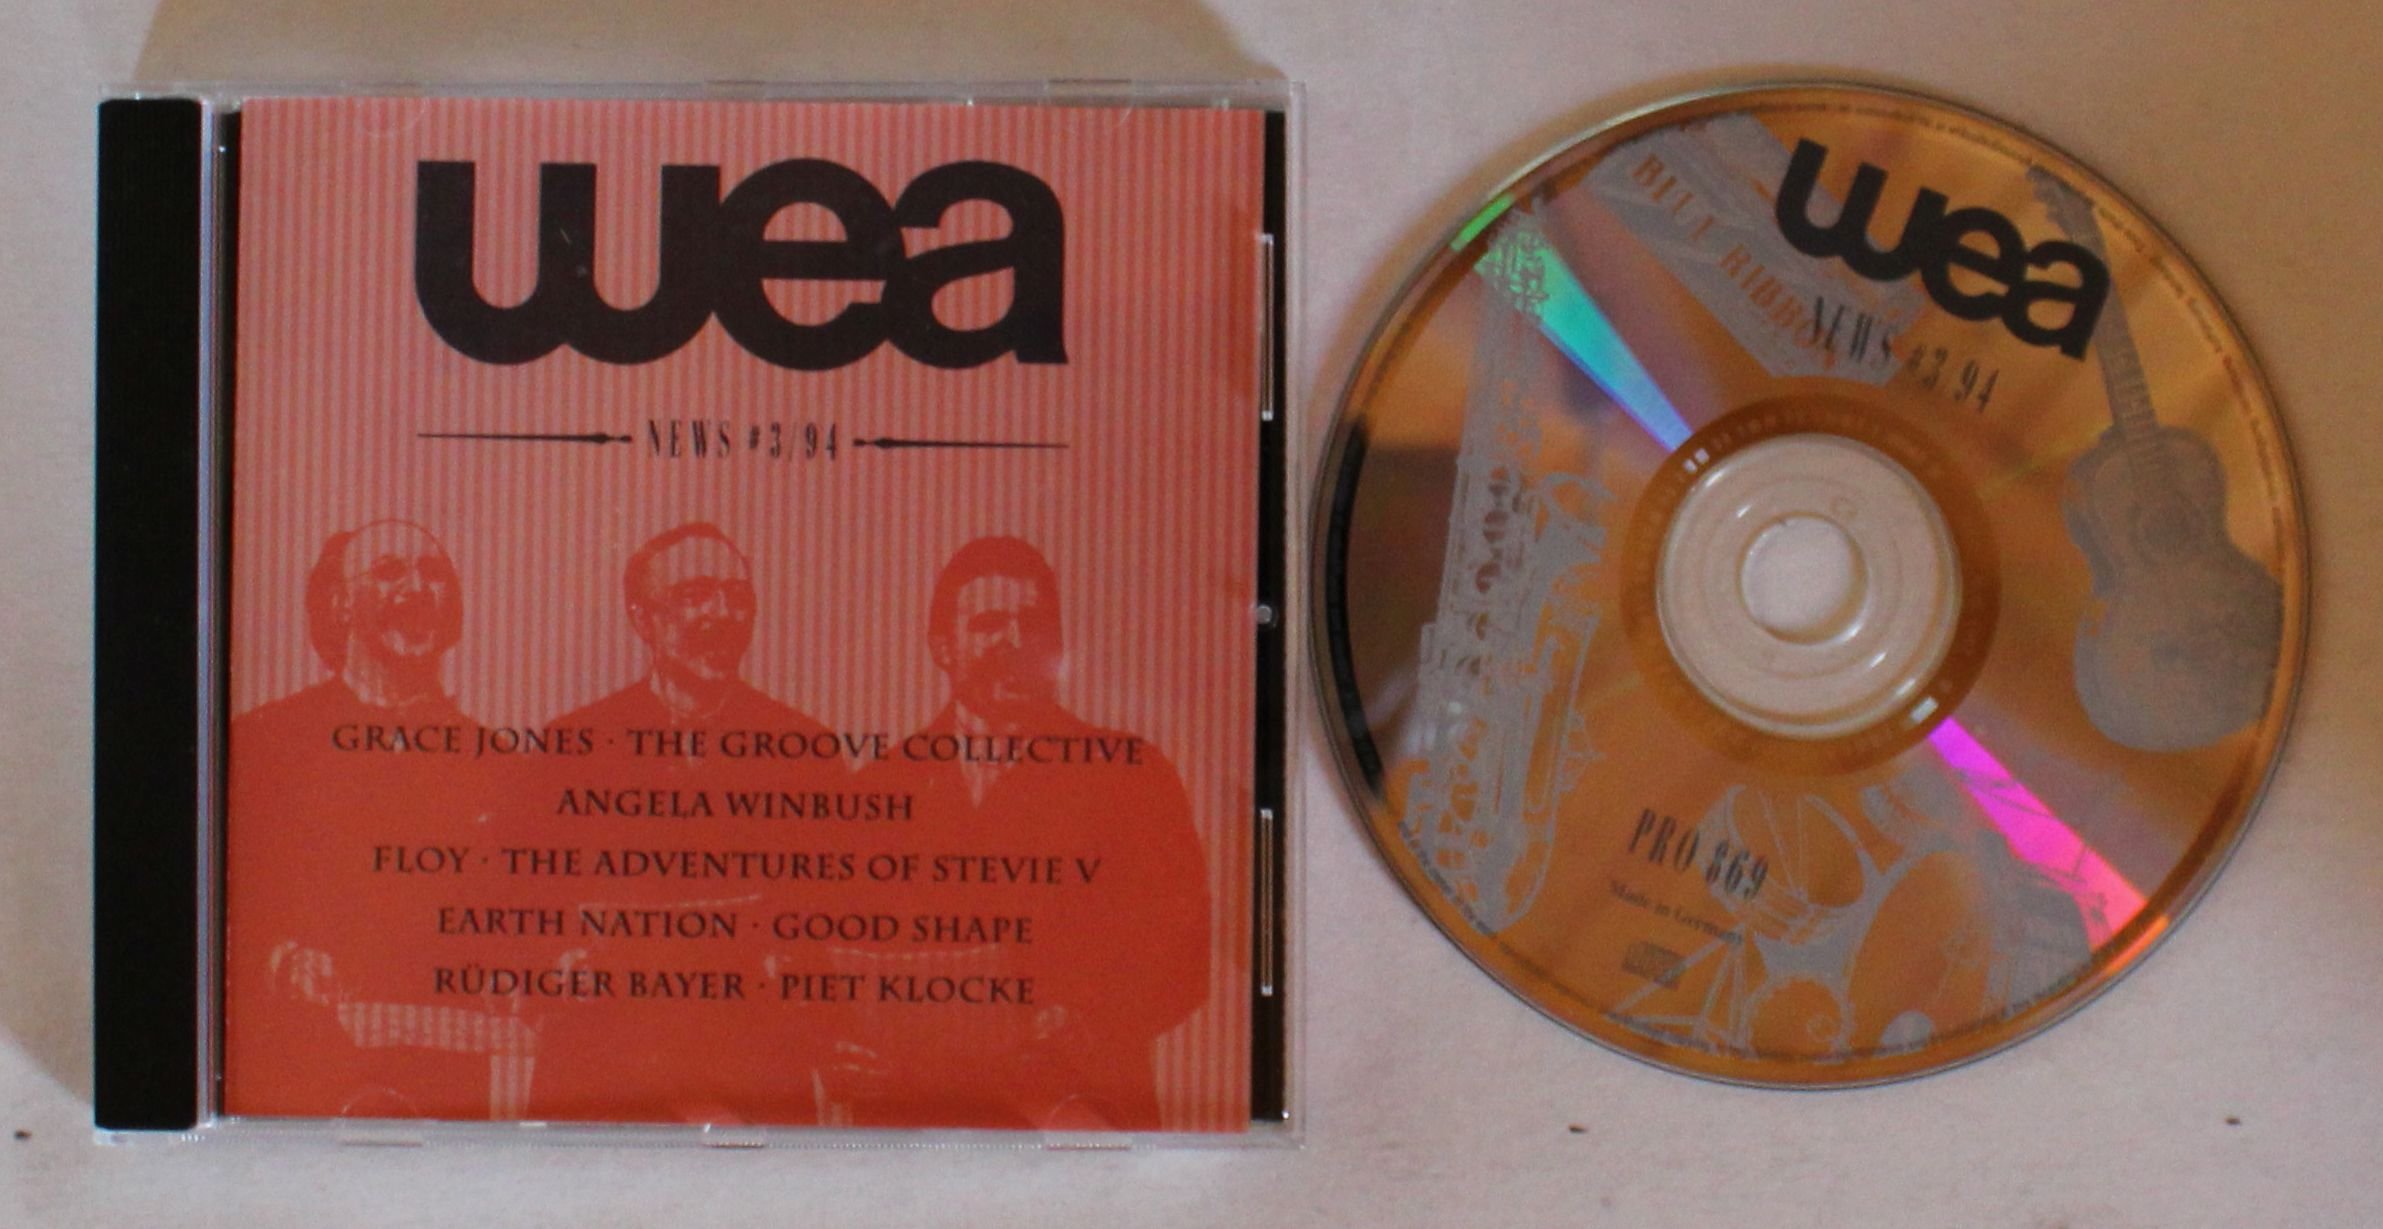 wea
NEWS #3/94
GRACE JONES · THE GROOVE COLLECTIVE
ANGELA WINBUSH
FLOY · THE ADVENTURES OF STEVIE V
EARTH NATION · GOOD SHAPE
RÜDIGER BAYER · PIET KLOCKE
wea
NEWS #3/94
PRO 869
Made in Germany